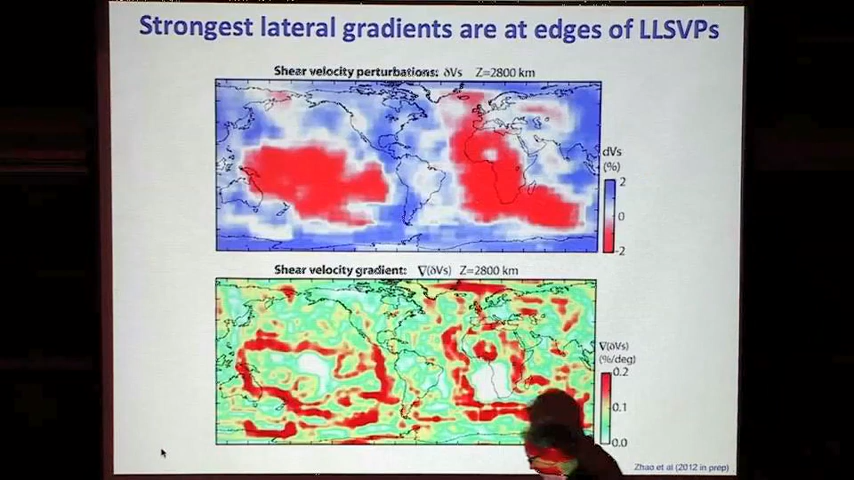 Strongest lateral gradients are at edges of LLSVPs
Shear velocity perturbations: δVs Z=2800 km
dVs
(%)
2
0
-2
Shear velocity gradient: ∇(δVs) Z=2800 km
∇(δVs)
(%/deg)
0.2
0.1
0.0
Zhao et al (2012 in prep)